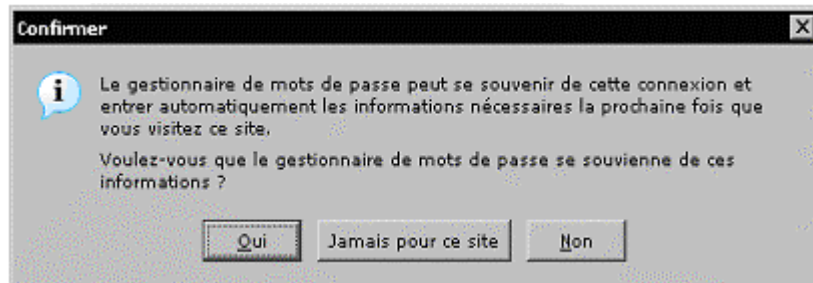 Confirmer
Le gestionnaire de mots de passe peut se souvenir de cette connexion et
entrer automatiquement les informations nécessaires la prochaine fois que
vous visitez ce site.
Voulez-vous que le gestionnaire de mots de passe se souvienne de ces
informations ?
Oui Jamais pour ce site Non